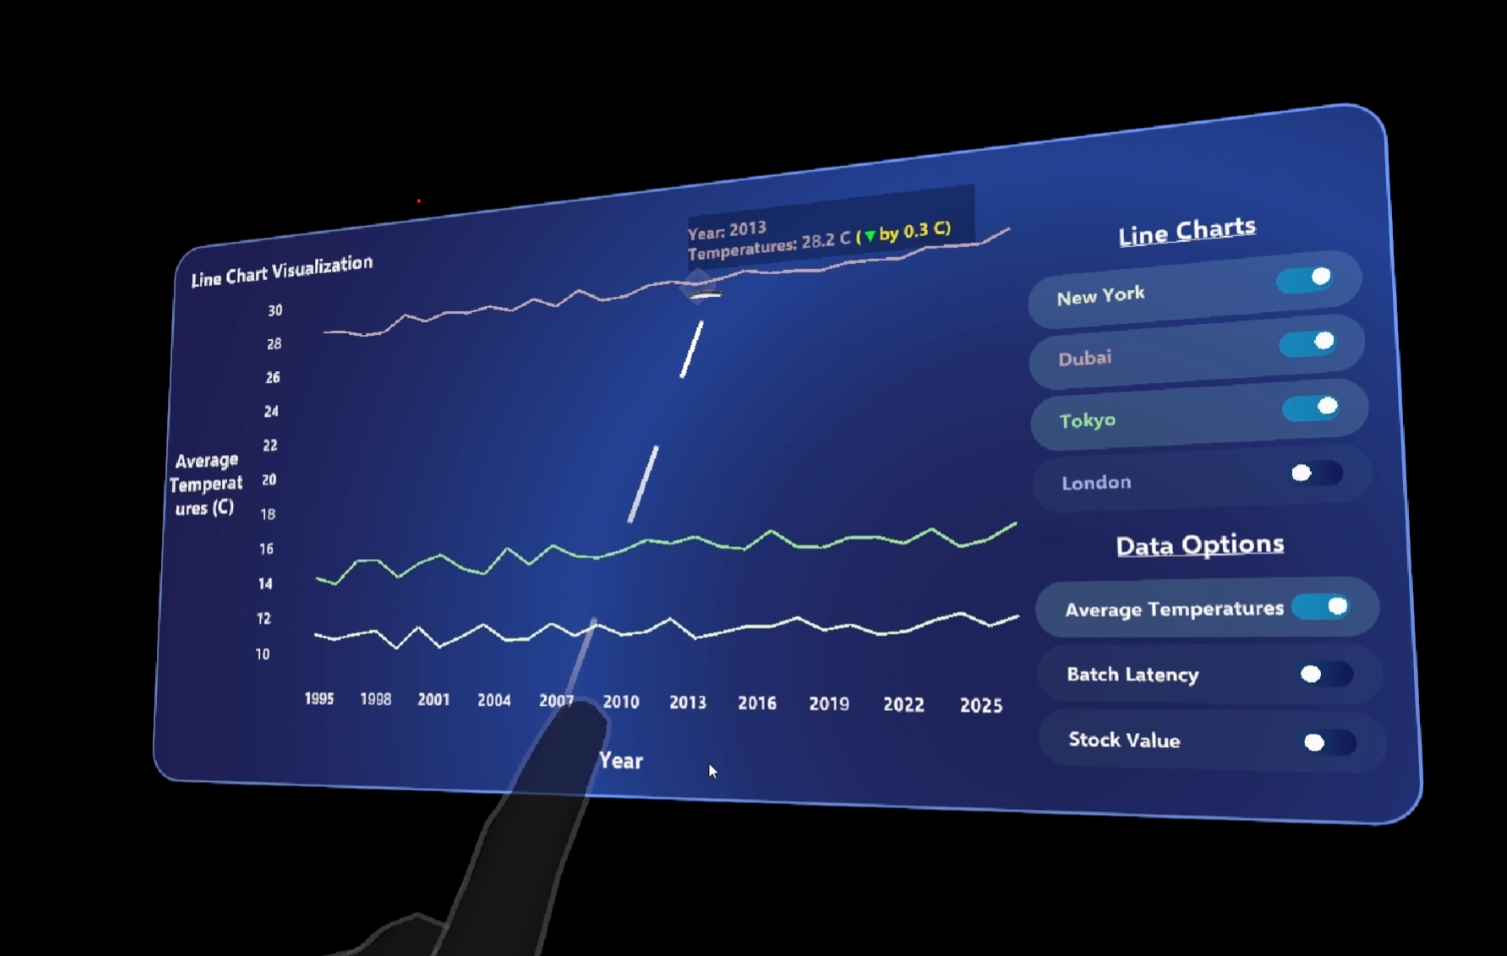 Line Chart Visualization
Year: 2013
Temperatures: 28.2 C (▼by 0.3 C)
30
28
26
24
22
20
18
16
14
12
10
Average
Temperat
ures (C)
1995 1998 2001 2004 2007 2010 2013 2016 2019 2022 2025
Year
Line Charts
New York
Dubai
Tokyo
London
Data Options
Average Temperatures
Batch Latency
Stock Value